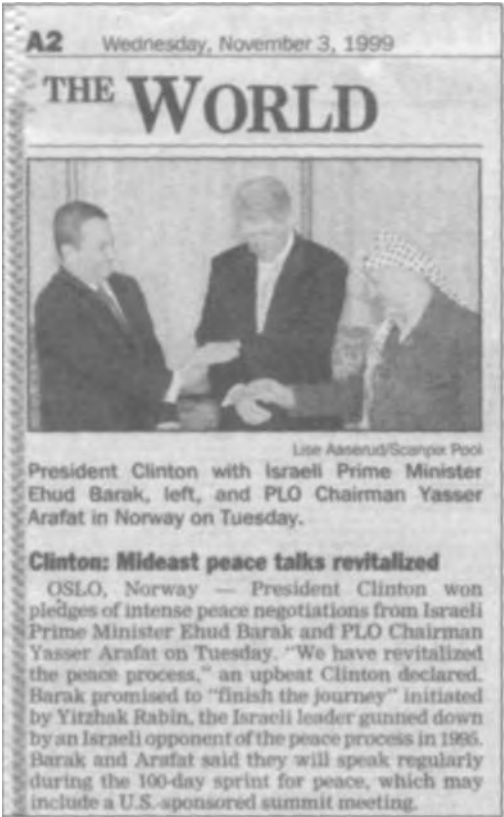 A2 Wednesday, November 3, 1999
THE WORLD
Lise Aaserud/Scanpix Pool
President Clinton with Israeli Prime Minister
Ehud Barak, left, and PLO Chairman Yasser
Arafat in Norway on Tuesday.
Clinton: Mideast peace talks revitalized
OSLO, Norway — President Clinton won
pledges of intense peace negotiations from Israeli
Prime Minister Ehud Barak and PLO Chairman
Yasser Arafat on Tuesday. "We have revitalized
the peace process," an upbeat Clinton declared.
Barak promised to "finish the journey" initiated
by Yitzhak Rabin, the Israeli leader gunned down
by an Israeli opponent of the peace process in 1995.
Barak and Arafat said they will speak regularly
during the 100-day sprint for peace, which may
include a U.S.-sponsored summit meeting.